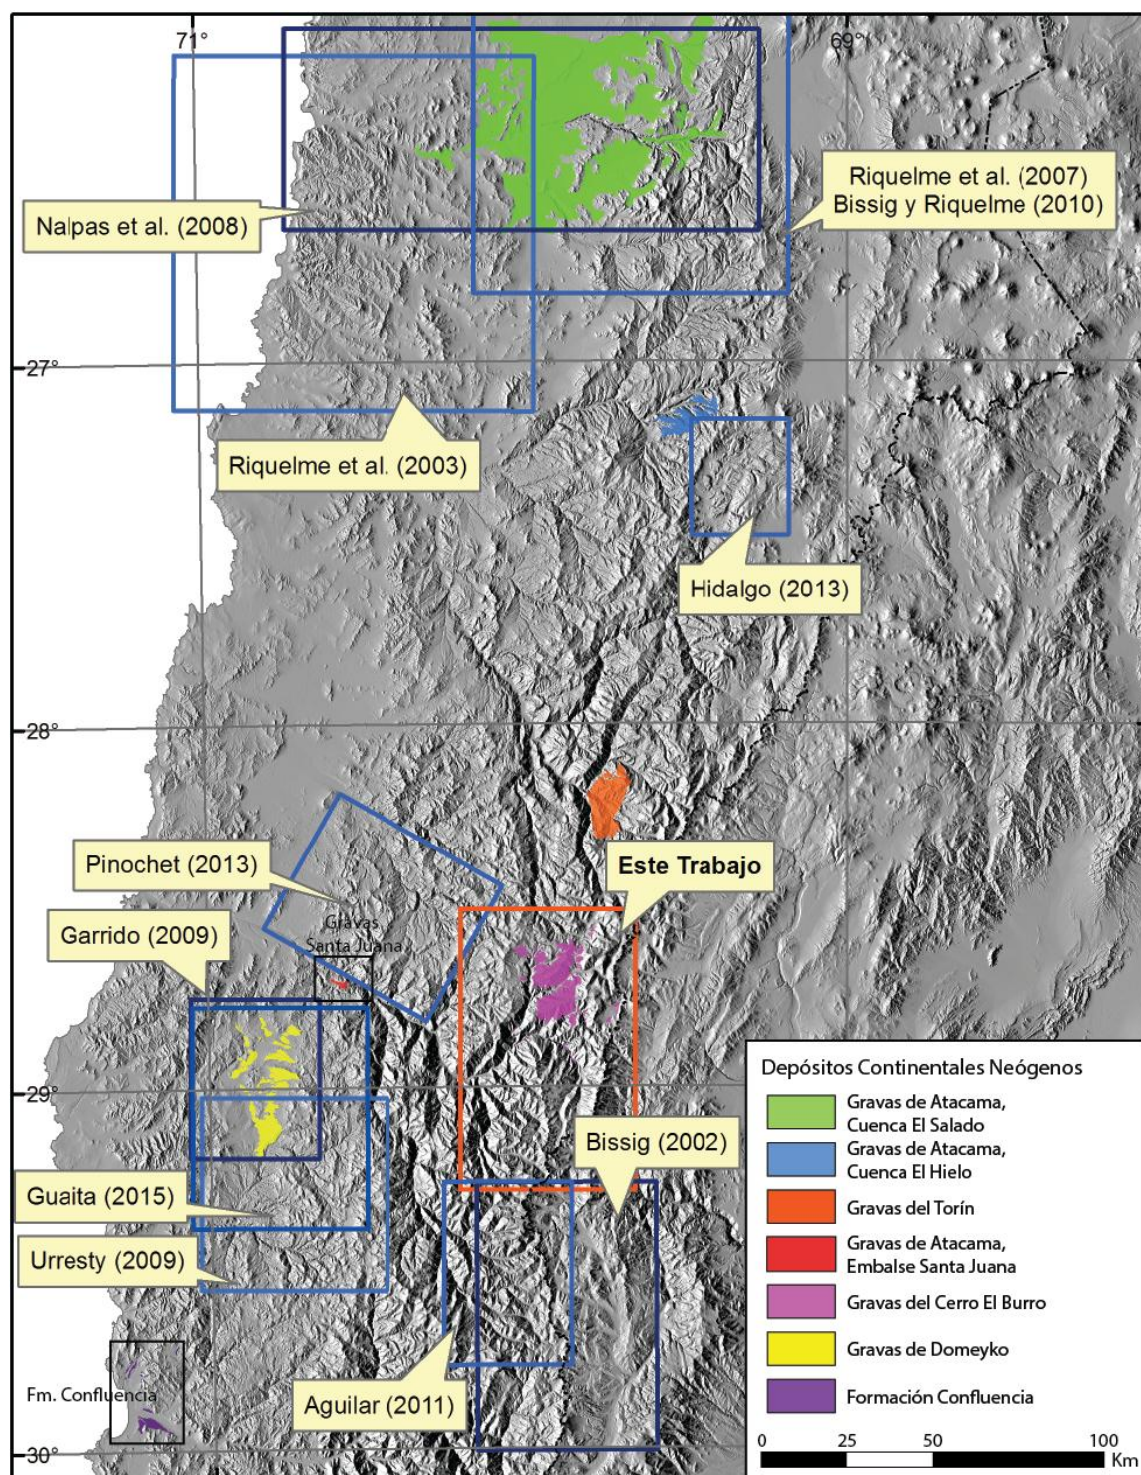 71°
69°
Riquelme et al. (2007)
Bissig y Riquelme (2010)
Nalpas et al. (2008)
27°
Riquelme et al. (2003)
Hidalgo (2013)
28°
Pinochet (2013)
Este Trabajo
Garrido (2009)
Gravas
Santa Juana
29°
Bissig (2002)
Guaita (2015)
Urresty (2009)
Fm. Confluencia
Aguilar (2011)
30°
Depósitos Continentales Neógenos
Gravas de Atacama,
Cuenca El Salado
Gravas de Atacama,
Cuenca El Hielo
Gravas del Torín
Gravas de Atacama,
Embalse Santa Juana
Gravas del Cerro El Burro
Gravas de Domeyko
Formación Confluencia
0 25 50 100
Km